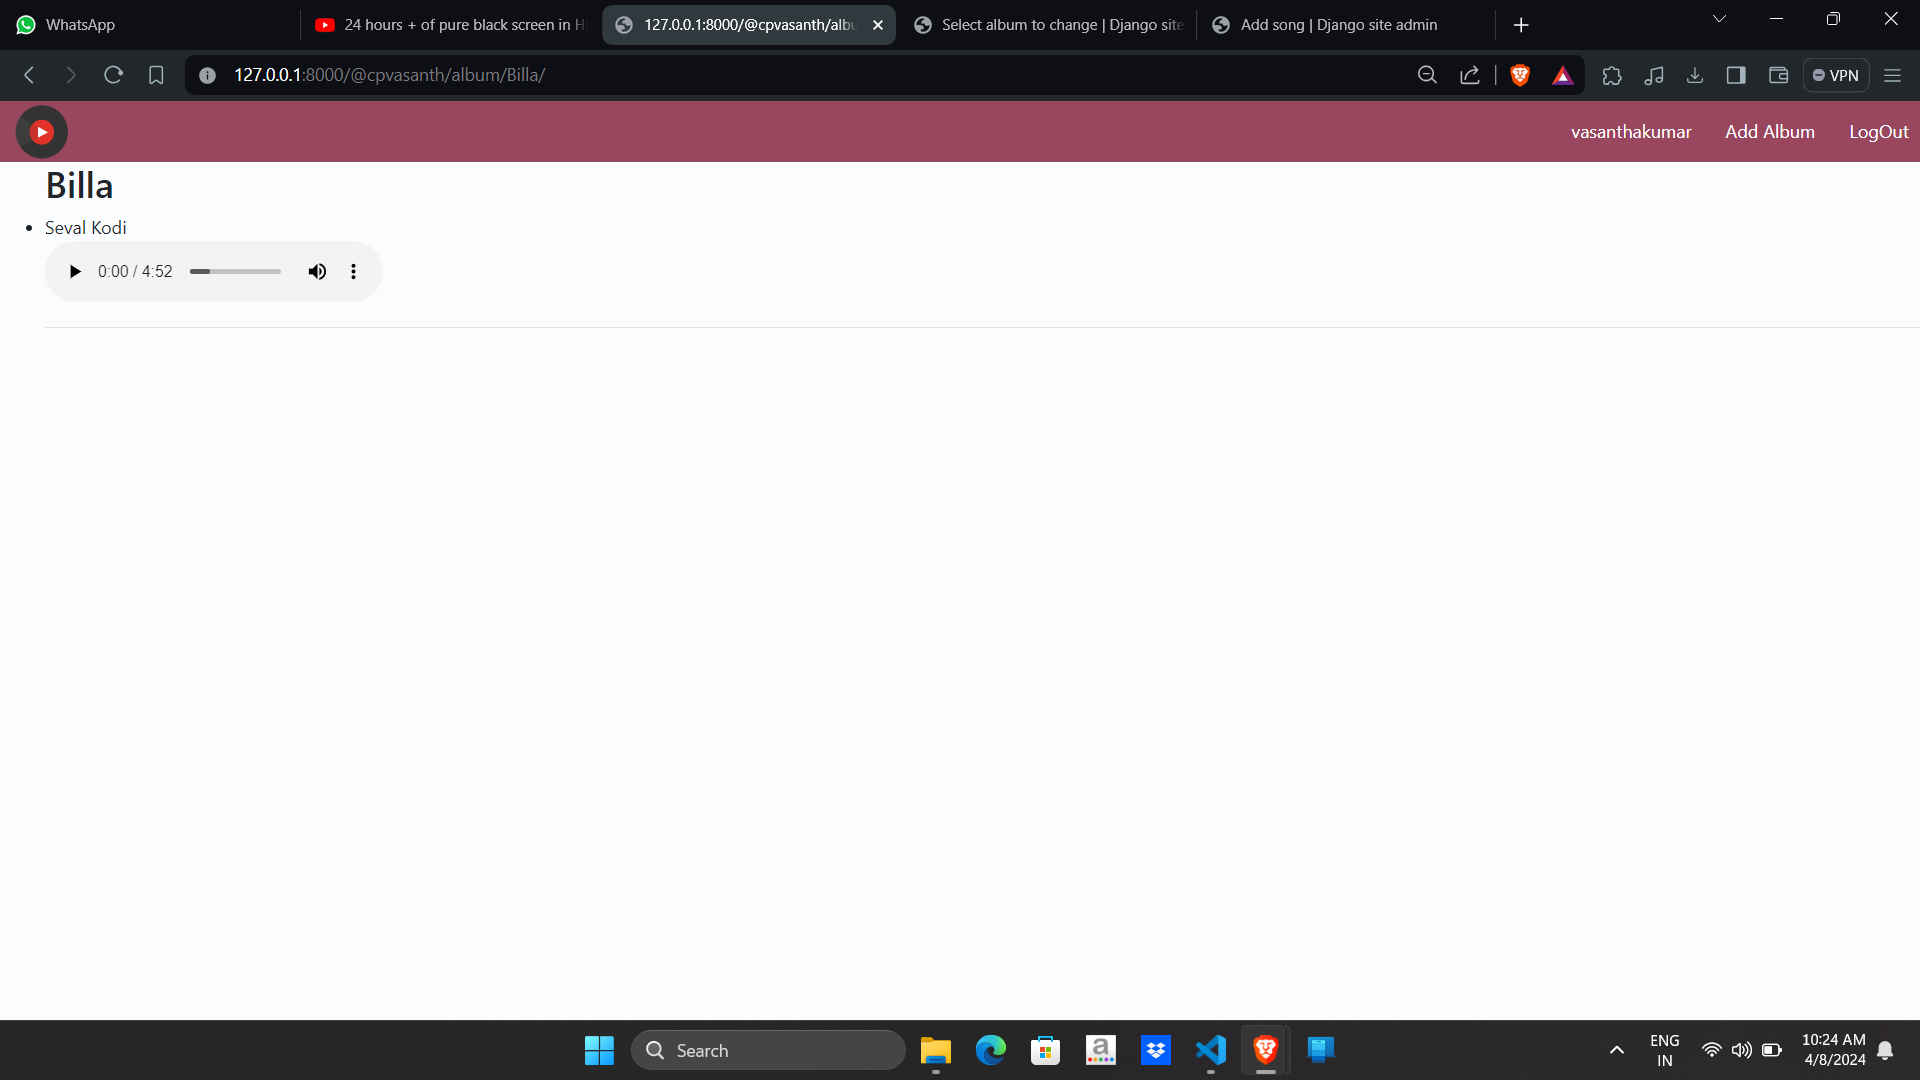 WhatsApp
24 hours + of pure black screen in H
127.0.0.1:8000/@cpvasanth/albu
Select album to change | Django site
Add song | Django site admin
127.0.0.1:8000/@cpvasanth/album/Billa/
VPN
vasanthakumar
Add Album
LogOut
Billa
Seval Kodi
0:00 / 4:52
Search
ENG
IN
10:24 AM
4/8/2024